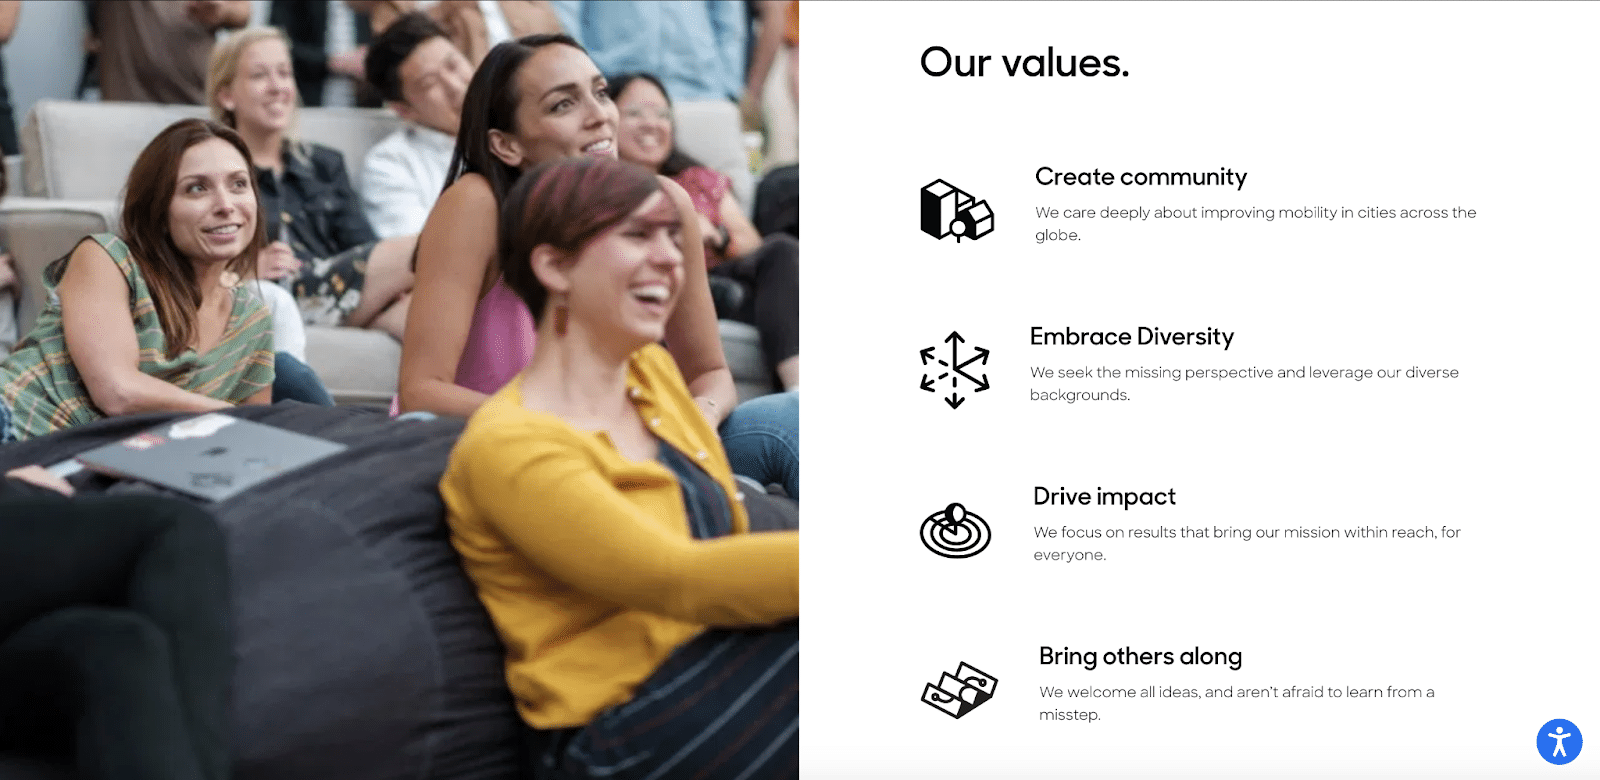 Our values.
Create community
We care deeply about improving mobility in cities across the
globe.
Embrace Diversity
We seek the missing perspective and leverage our diverse
backgrounds.
Drive impact
We focus on results that bring our mission within reach, for
everyone.
Bring others along
We welcome all ideas, and aren't afraid to learn from a
misstep.